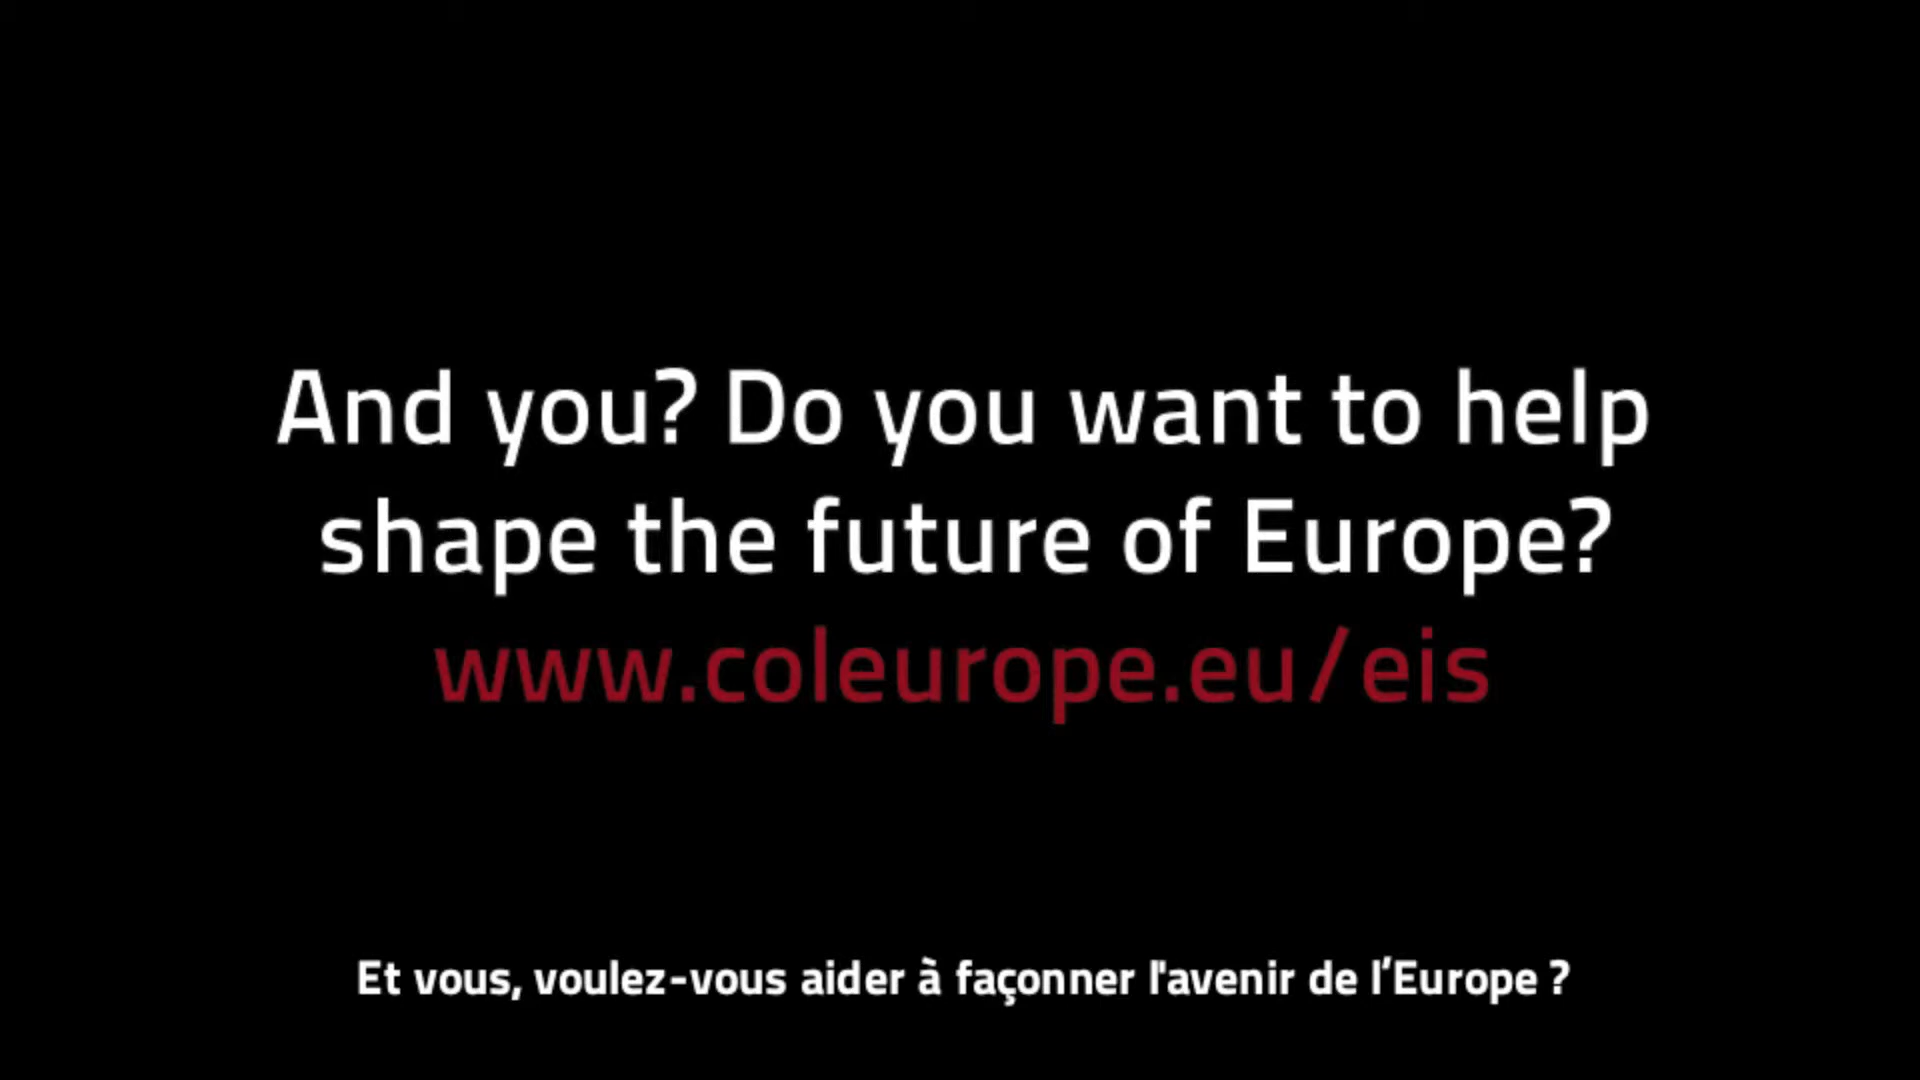 And you? Do you want to help
shape the future of Europe?
www.coleurope.eu/eis
Et vous, voulez-vous aider à façonner l'avenir de l’Europe ?